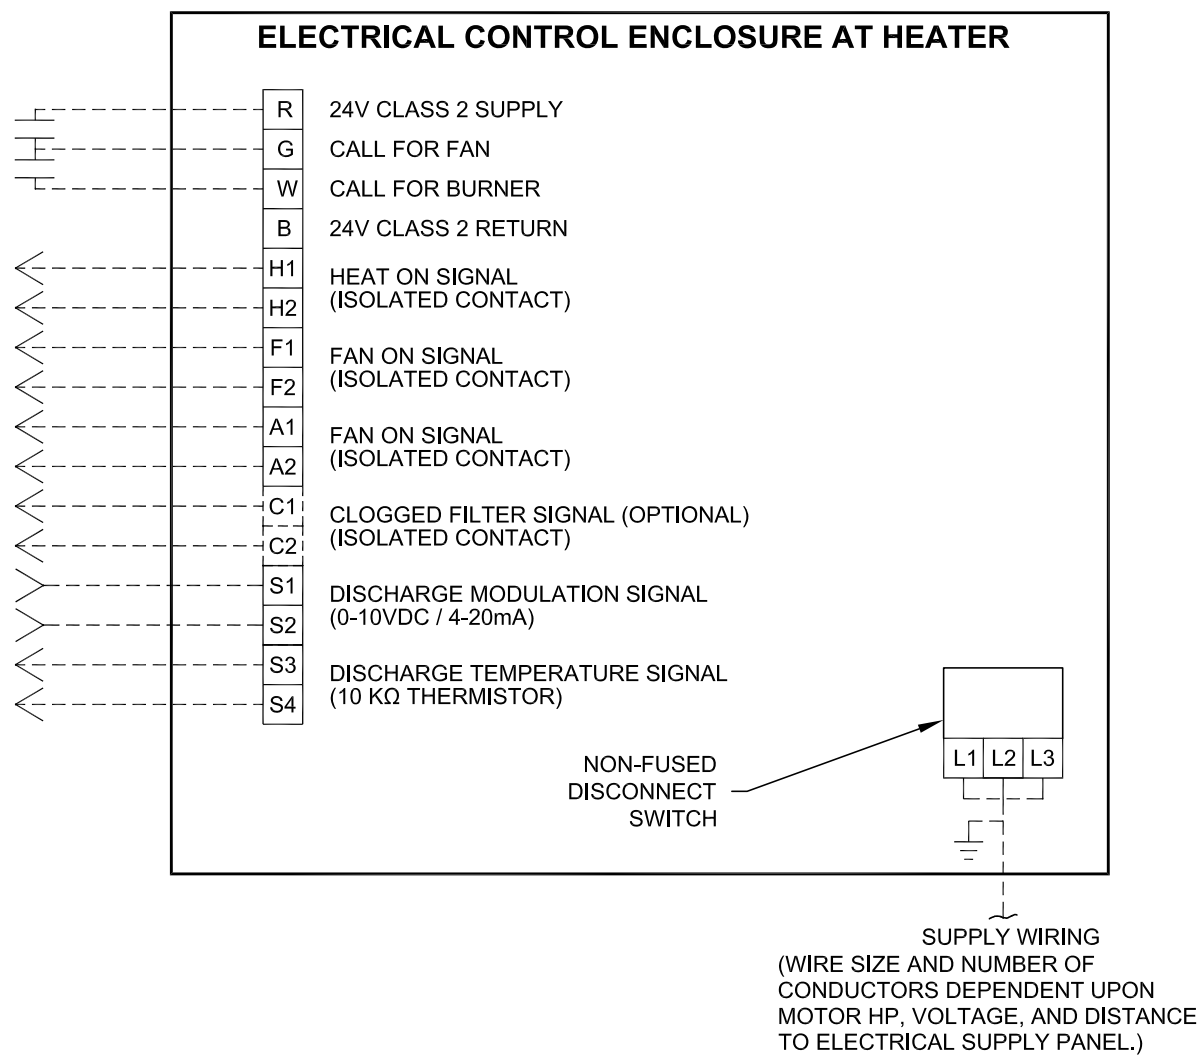 ELECTRICAL CONTROL ENCLOSURE AT HEATER
R 24V CLASS 2 SUPPLY
G CALL FOR FAN
W CALL FOR BURNER
B 24V CLASS 2 RETURN
H1
HEAT ON SIGNAL
(ISOLATED CONTACT)
H2
F1
FAN ON SIGNAL
(ISOLATED CONTACT)
F2
A1
FAN ON SIGNAL
(ISOLATED CONTACT)
A2
C1
CLOGGED FILTER SIGNAL (OPTIONAL)
(ISOLATED CONTACT)
C2
S1
DISCHARGE MODULATION SIGNAL
(0-10VDC / 4-20mA)
S2
S3
DISCHARGE TEMPERATURE SIGNAL
(10 KΩ THERMISTOR)
S4
L1 L2 L3
NON-FUSED
DISCONNECT
SWITCH
SUPPLY WIRING
(WIRE SIZE AND NUMBER OF
CONDUCTORS DEPENDENT UPON
MOTOR HP, VOLTAGE, AND DISTANCE
TO ELECTRICAL SUPPLY PANEL.)